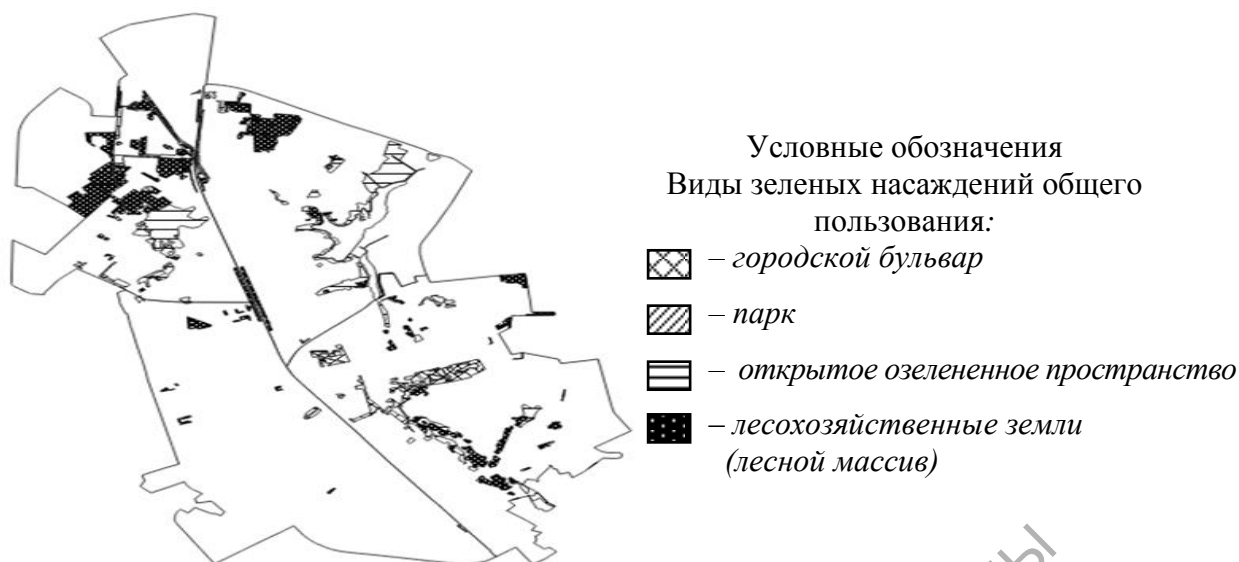 Условные обозначения
Виды зеленых насаждений общего
пользования:
– городской бульвар
– парк
– открытое озелененное пространство
– лесохозяйственные земли
(лесной массив)